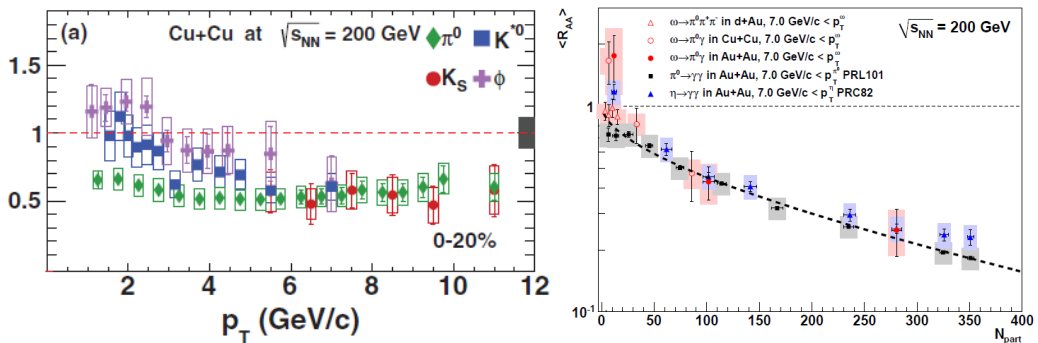 (a) Cu+Cu at √sNN = 200 GeV
π0 K*0
KS ϕ
1.5
1
0.5
0-20%
2 4 6 8 10 12
pT (GeV/c)
<RAA>
ω→π0π+π- in d+Au, 7.0 GeV/c < pTω
ω→π0γ in Cu+Cu, 7.0 GeV/c < pTω
ω→π0γ in Au+Au, 7.0 GeV/c < pTω
π0→γγ in Au+Au, 7.0 GeV/c < pTπ0 PRL101
η→γγ in Au+Au, 7.0 GeV/c < pTη PRC82
√sNN = 200 GeV
1
10-1
0 50 100 150 200 250 300 350 400
Npart